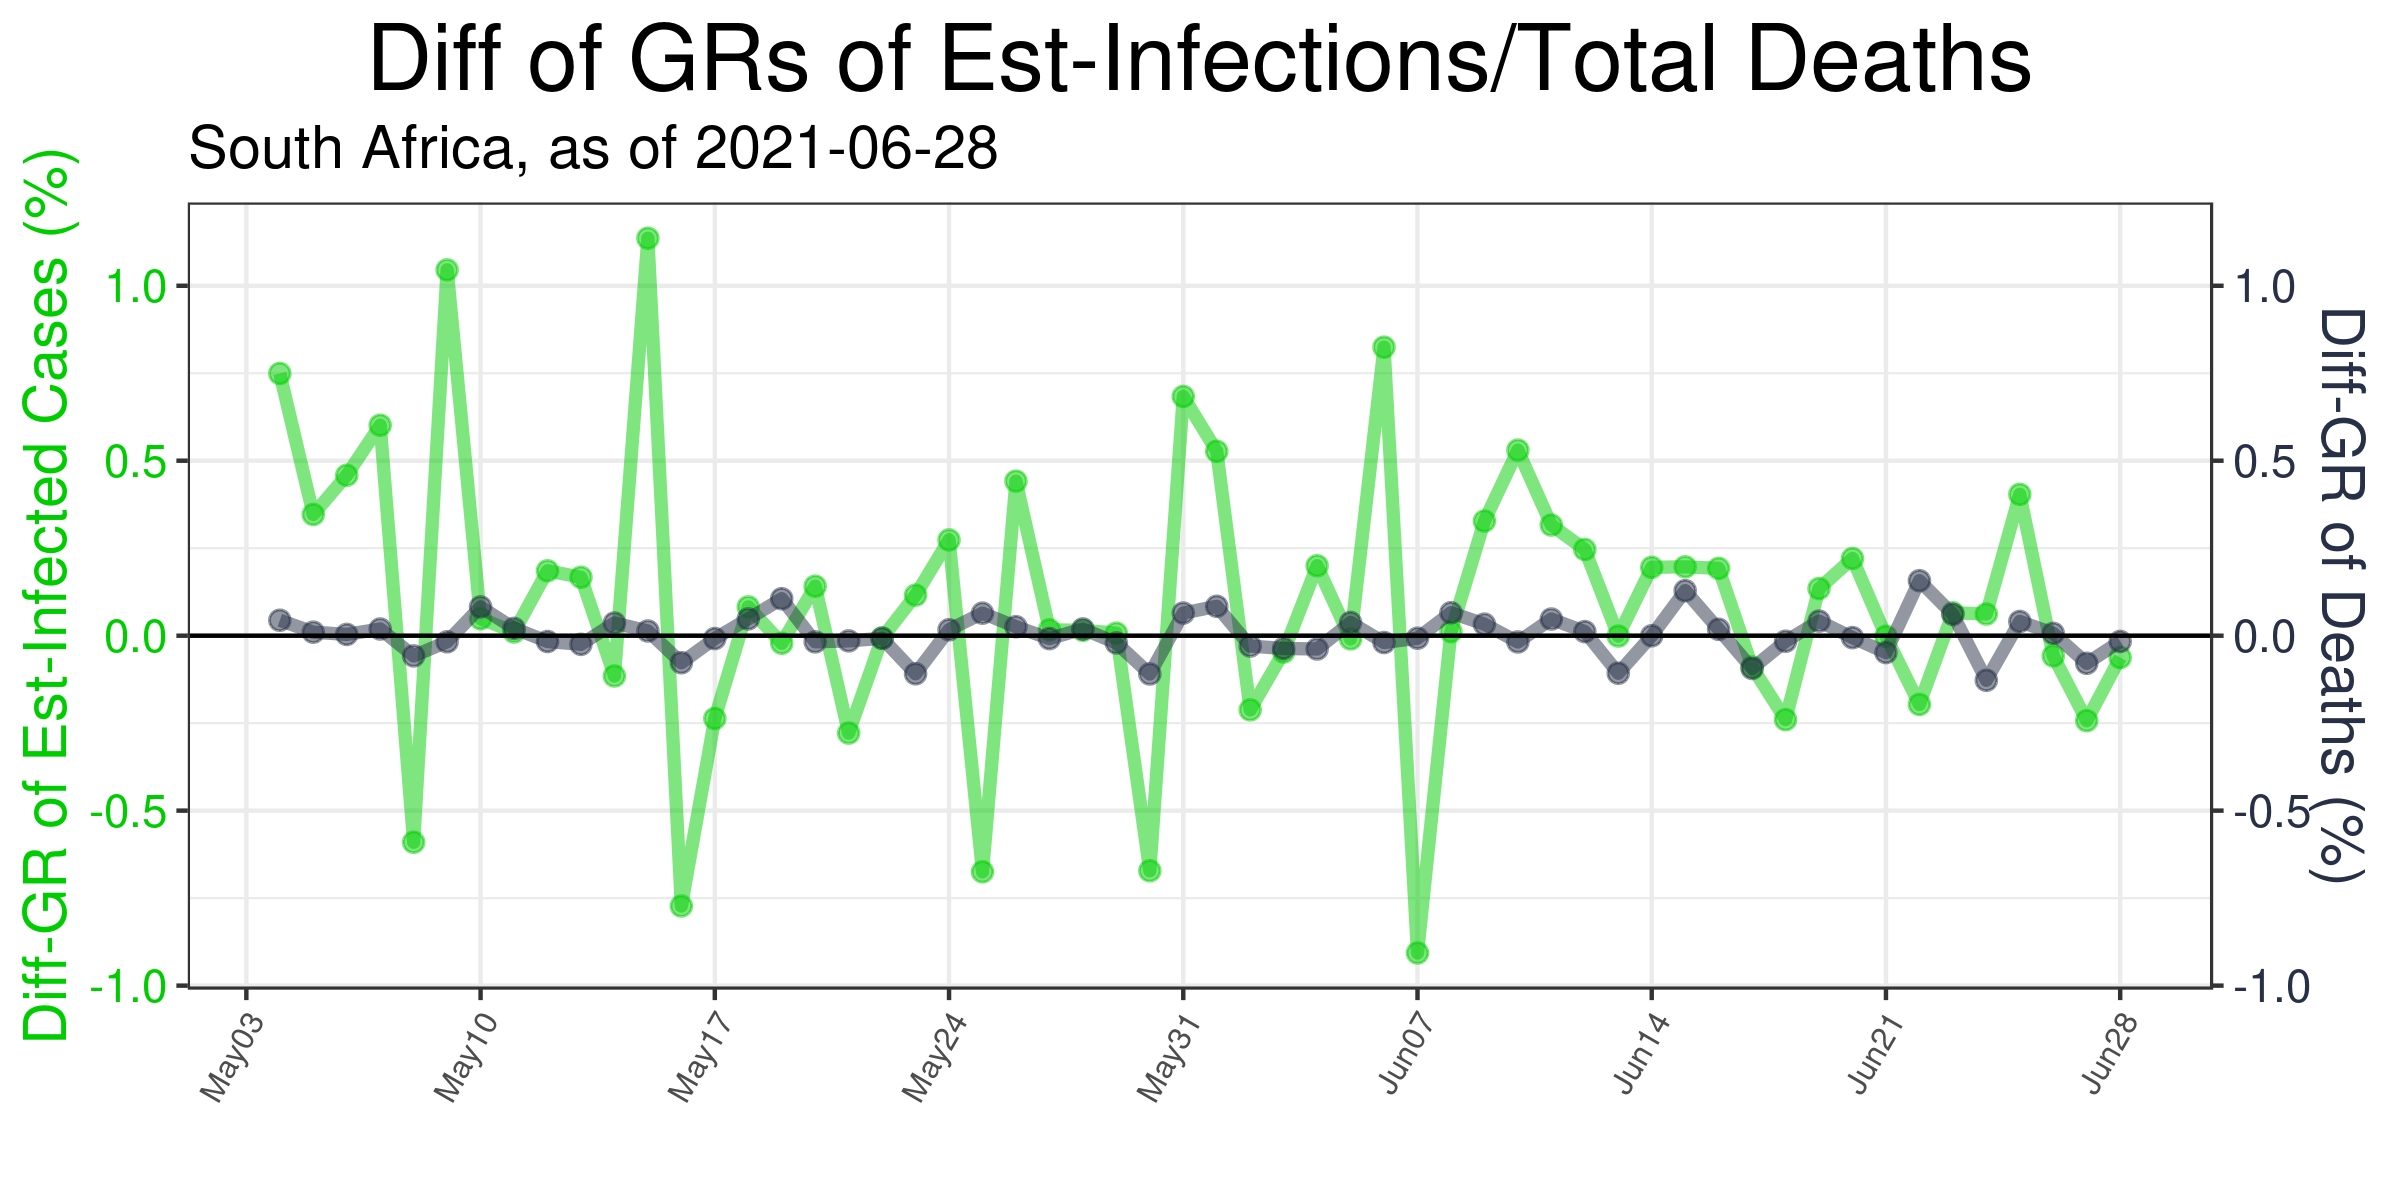 Diff of GRs of Est-Infections/Total Deaths
South Africa, as of 2021-06-28
Diff-GR of Est-Infected Cases (%)
1.0
0.5
0.0
-0.5
-1.0
1.0
0.5
0.0
-0.5
-1.0
Diff-GR of Deaths (%)
May03
May10
May17
May24
May31
Jun07
Jun14
Jun21
Jun28